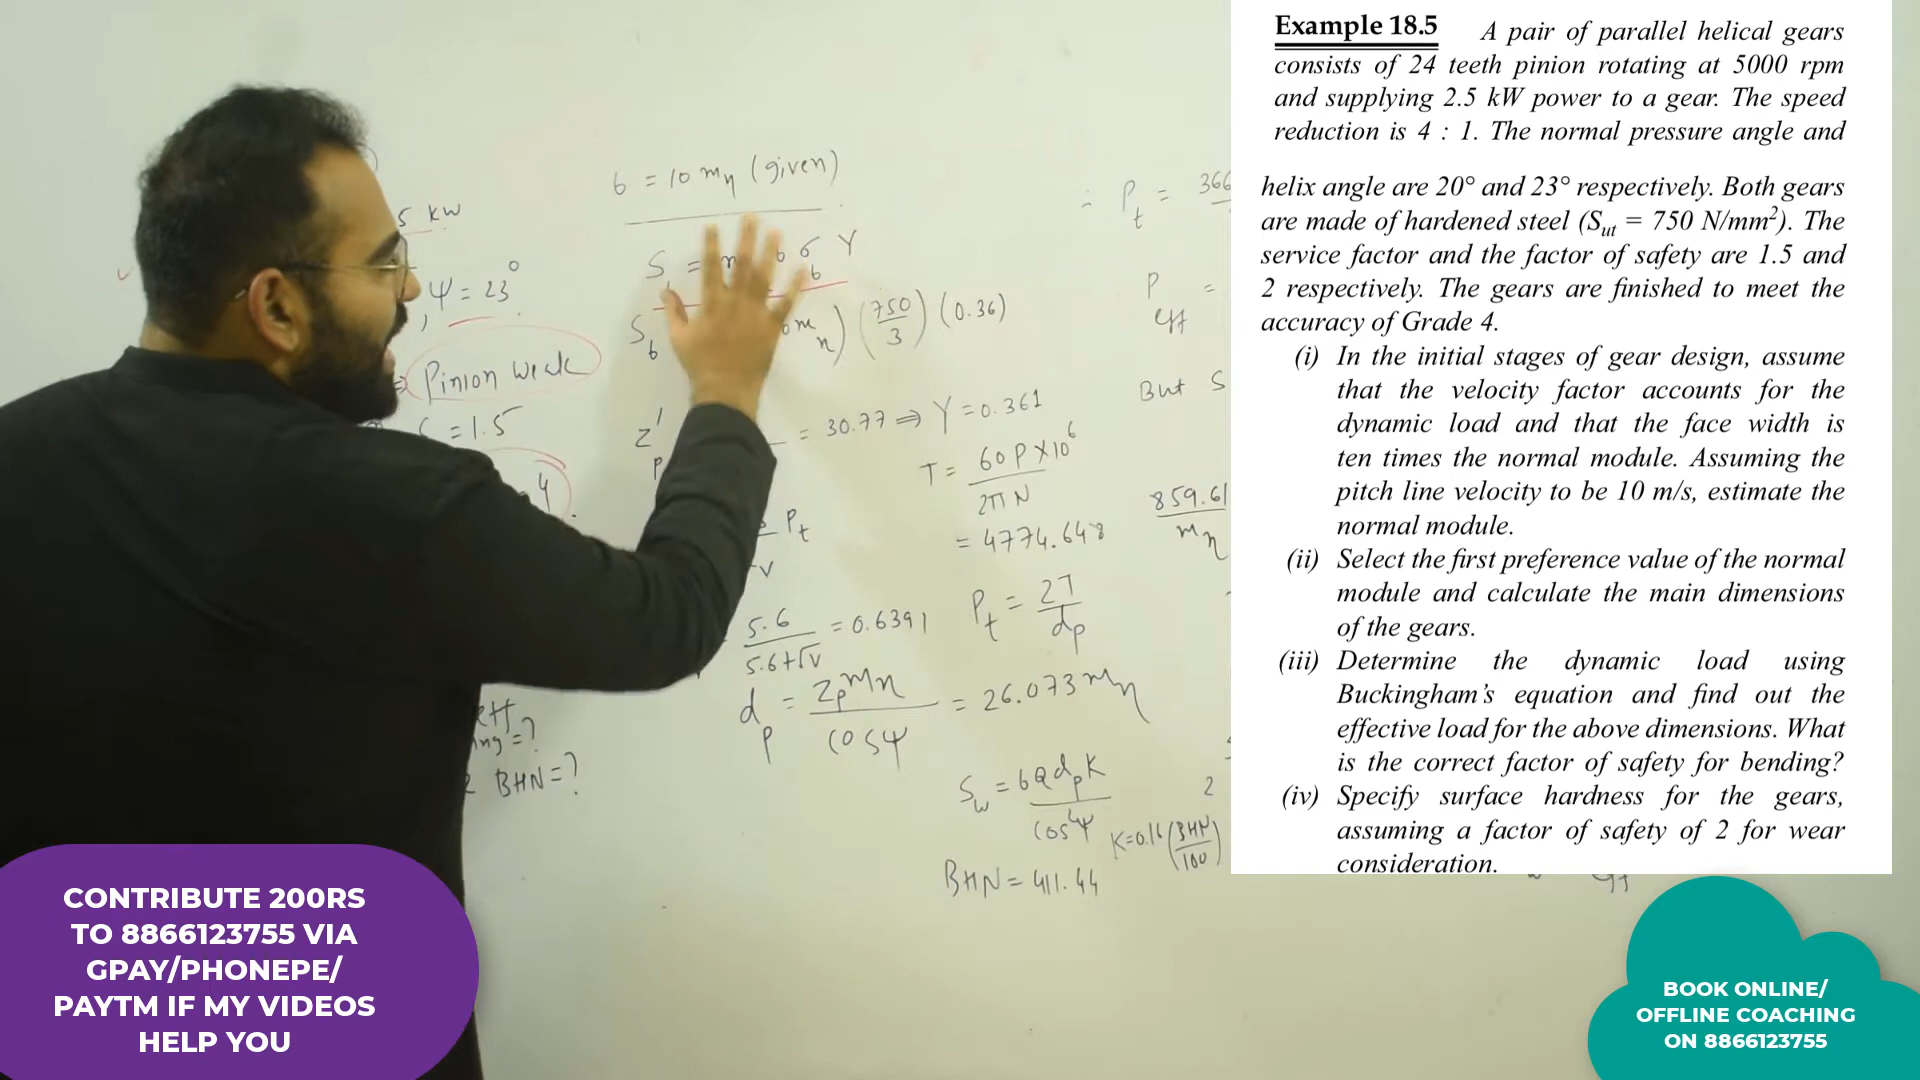 Example 18.5 A pair of parallel helical gears
consists of 24 teeth pinion rotating at 5000 rpm
and supplying 2.5 kW power to a gear. The speed
reduction is 4 : 1. The normal pressure angle and
helix angle are 20° and 23° respectively. Both gears
are made of hardened steel (Sut = 750 N/mm²). The
service factor and the factor of safety are 1.5 and
2 respectively. The gears are finished to meet the
accuracy of Grade 4.
(i) In the initial stages of gear design, assume
that the velocity factor accounts for the
dynamic load and that the face width is
ten times the normal module. Assuming the
pitch line velocity to be 10 m/s, estimate the
normal module.
(ii) Select the first preference value of the normal
module and calculate the main dimensions
of the gears.
(iii) Determine the dynamic load using
Buckingham's equation and find out the
effective load for the above dimensions. What
is the correct factor of safety for bending?
(iv) Specify surface hardness for the gears,
assuming a factor of safety of 2 for wear
consideration.
5 KW
, ψ = 23°
⇒ Pinion weak
= 1.5
4
eff
= ?
BHN = ?
b = 10 mn (given)
S = b σb Y
Sb (750/3) (0.36)
z'p = 30.77 ⇒ Y = 0.361
Pt
V
5.6 / 5.6+√V = 0.6391
dp = Zp mn / cos ψ = 26.073 mn
T = 60 P × 10⁶ / 2π N
= 4774.648
Pt = 2T / dp
Sw = b Q dp K / cos²ψ
K = 0.16 (BHN/100)
BHN = 411.44
∴ Pt = 366
Peff =
But S
859.61 / mn
2
eff
CONTRIBUTE 200RS
TO 8866123755 VIA
GPAY/PHONEPE/
PAYTM IF MY VIDEOS
HELP YOU
BOOK ONLINE/
OFFLINE COACHING
ON 8866123755